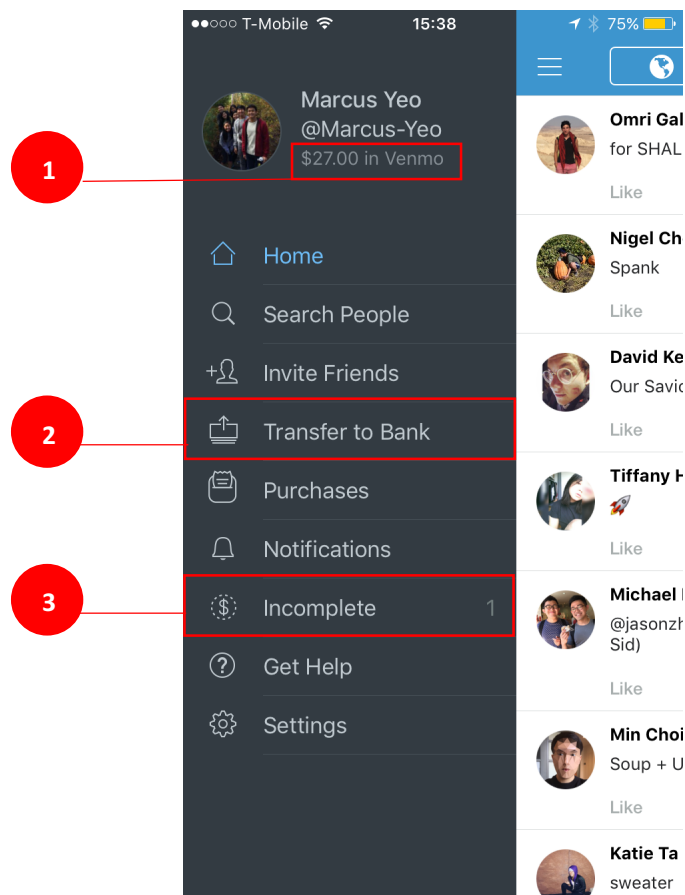 T-Mobile 15:38 75%
Marcus Yeo
@Marcus-Yeo
$27.00 in Venmo
1
Home
Search People
Invite Friends
2
Transfer to Bank
Purchases
Notifications
3
Incomplete 1
Get Help
Settings
Omri Gal
for SHAL
Like
Nigel Ch
Spank
Like
David Ke
Our Savi
Like
Tiffany H
Like
Michael
@jasonzh
Sid)
Like
Min Choi
Soup + U
Like
Katie Ta
sweater